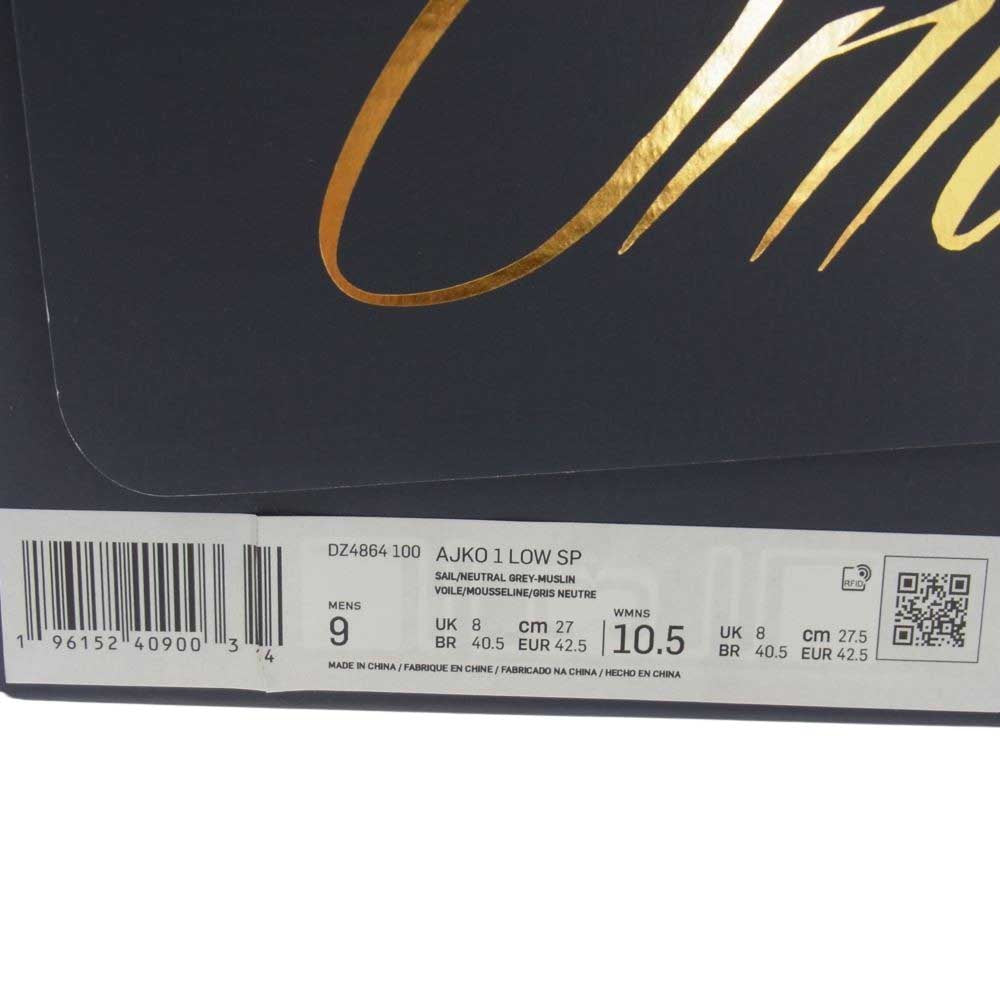 DZ4864 100 AJKO 1 LOW SP
SAIL/NEUTRAL GREY-MUSLIN
VOILE/MOUSSELINE/GRIS NEUTRE
RFID
MENS
9
UK 8 cm 27
BR 40.5 EUR 42.5
WMNS
10.5
UK 8 cm 27.5
BR 40.5 EUR 42.5
MADE IN CHINA / FABRIQUE EN CHINE / FABRICADO NA CHINA / HECHO EN CHINA
1 96152 40900 3 14